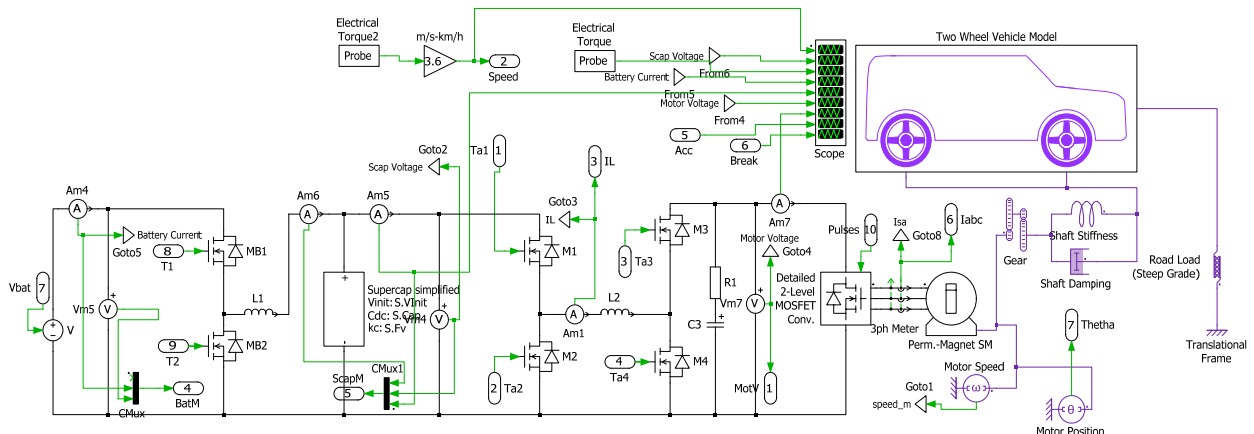 Electrical
Torque2
Probe
m/s-km/h
3.6
2
Speed
Electrical
Torque
Probe
Scap Voltage
From6
Battery Current
From5
Motor Voltage
From4
5
Acc
6
Break
Scope
Two Wheel Vehicle Model
Goto2
Scap Voltage
Ta1
1
3
IL
Goto3
IL
Am4
Battery Current
Goto5
8
T1
MB1
Am6
Am5
M1
M3
3
Ta3
Am7
Motor Voltage
Goto4
Pulses
10
Isa
Goto8
6
Iabc
Gear
Shaft Stiffness
Shaft Damping
Road Load
(Steep Grade)
Vbat
7
Vm5
V
V
L1
Supercap simplified
Vinit: S.VInit
Cdc: S.Cap
kc: S.Fv
Vm4
V
Am1
A
L2
R1
Vm7
V
C3
Detailed
2-Level
MOSFET
Conv.
3ph Meter
Perm.-Magnet SM
7
Thetha
Translational
Frame
9
T2
MB2
M2
2
Ta2
4
Ta4
M4
CMux
4
BatM
ScapM
5
CMux1
1
MotV
Motor Speed
ω
Goto1
speed_m
θ
Motor Position